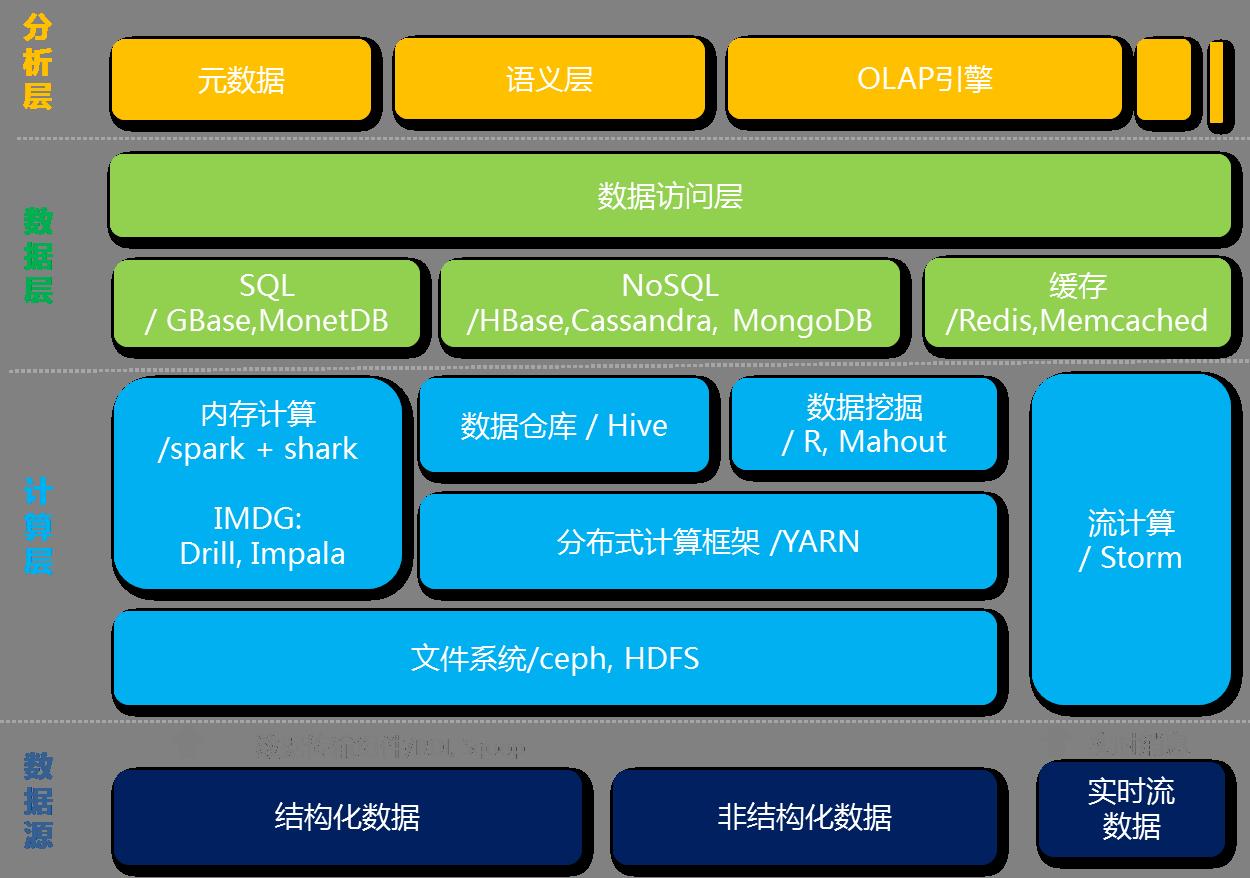 分析层
元数据
语义层
OLAP引擎
数据层
数据访问层
SQL
/ GBase,MonetDB
NoSQL
/HBase,Cassandra, MongoDB
缓存
/Redis,Memcached
计算层
内存计算
/spark + shark
IMDG:
Drill, Impala
数据仓库 / Hive
数据挖掘
/ R, Mahout
分布式计算框架 /YARN
流计算
/ Storm
文件系统/ceph, HDFS
数据源
结构化数据
非结构化数据
实时流
数据